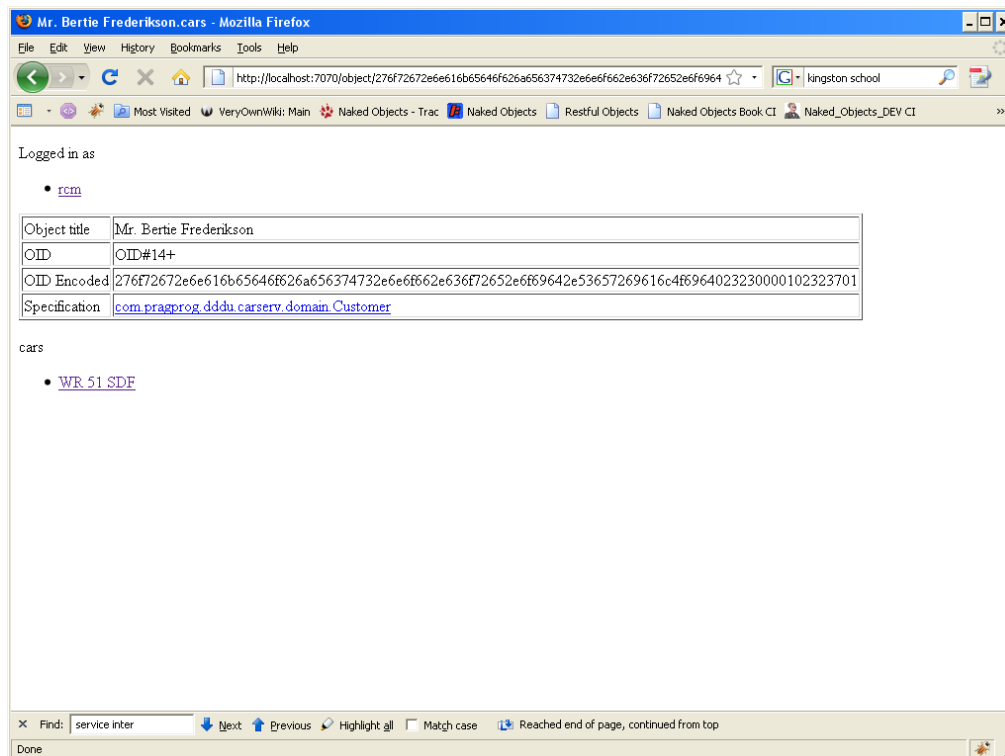 Mr. Bertie Frederikson.cars - Mozilla Firefox
File Edit View History Bookmarks Tools Help
http://localhost:7070/object/276f72672e6e616b65646f626a656374732e6e6f662e636f72652e6f6964 G kingston school
Most Visited VeryOwnWiki: Main Naked Objects - Trac Naked Objects Restful Objects Naked Objects Book CI Naked_Objects_DEV CI »
Logged in as
• rcm
Object title Mr. Bertie Frederikson
OID OID#14+
OID Encoded 276f72672e6e616b65646f626a656374732e6e6f662e636f72652e6f69642e53657269616c4f6964023230000102323701
Specification com.pragprog.dddu.carserv.domain.Customer
cars
• WR 51 SDF
× Find: service inter Next Previous Highlight all Match case Reached end of page, continued from top
Done